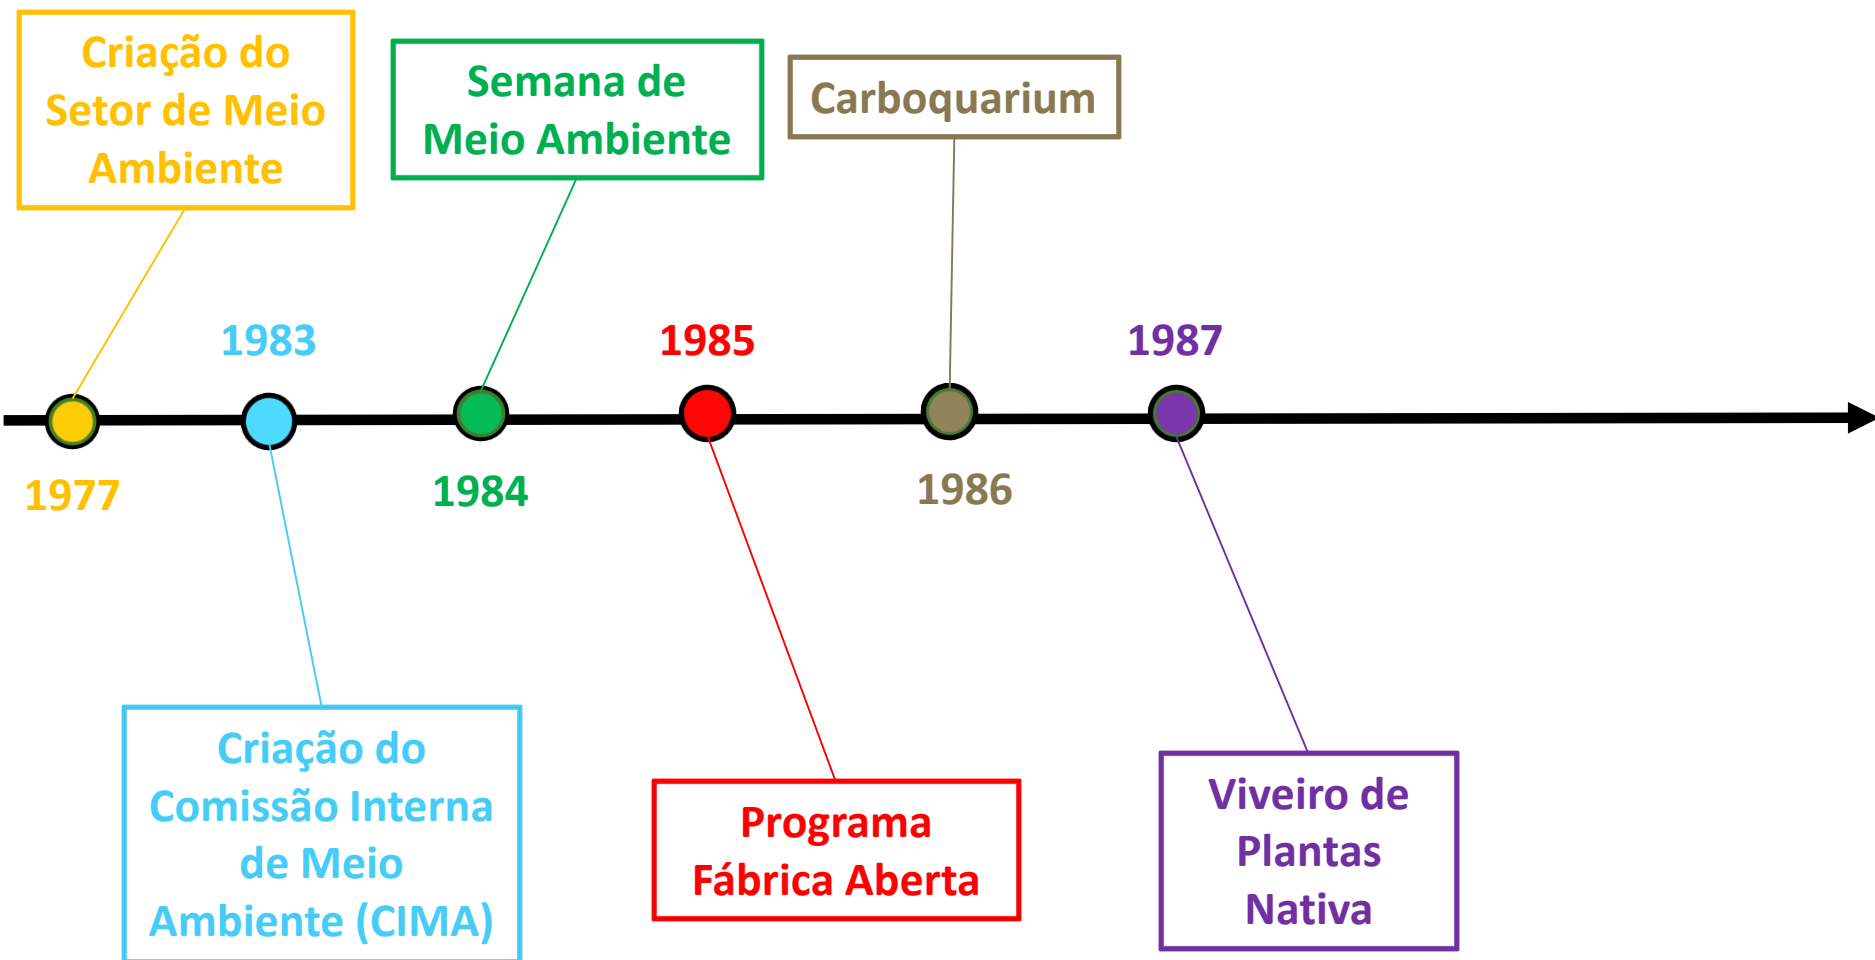 Criação do
Setor de Meio
Ambiente
Semana de
Meio Ambiente
Carboquarium
1983
1985
1987
1977
1984
1986
Criação do
Comissão Interna
de Meio
Ambiente (CIMA)
Programa
Fábrica Aberta
Viveiro de
Plantas
Nativa